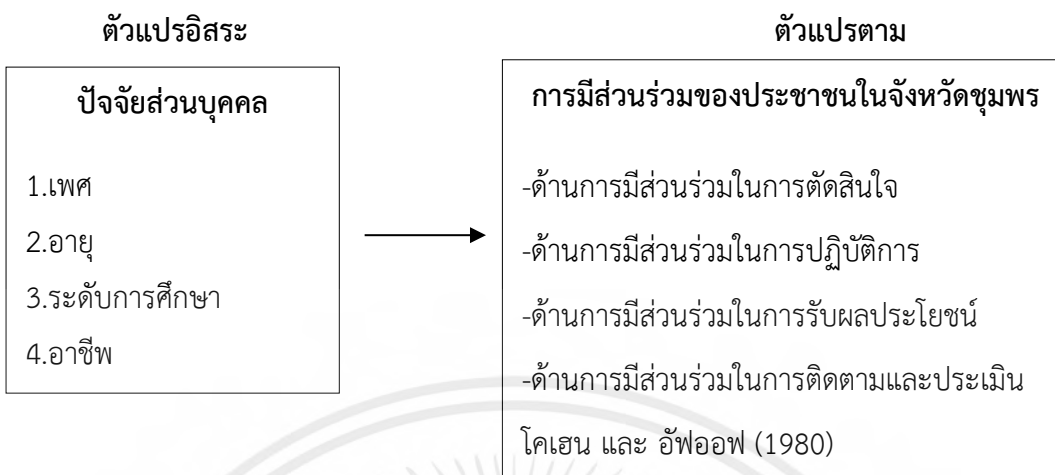 ตัวแปรอิสระ
ปัจจัยส่วนบุคคล
1.เพศ
2.อายุ
3.ระดับการศึกษา
4.อาชีพ
ตัวแปรตาม
การมีส่วนร่วมของประชาชนในจังหวัดชุมพร
-ด้านการมีส่วนร่วมในการตัดสินใจ
-ด้านการมีส่วนร่วมในการปฏิบัติการ
-ด้านการมีส่วนร่วมในการรับผลประโยชน์
-ด้านการมีส่วนร่วมในการติดตามและประเมิน
โคเฮน และ อัฟออฟ (1980)